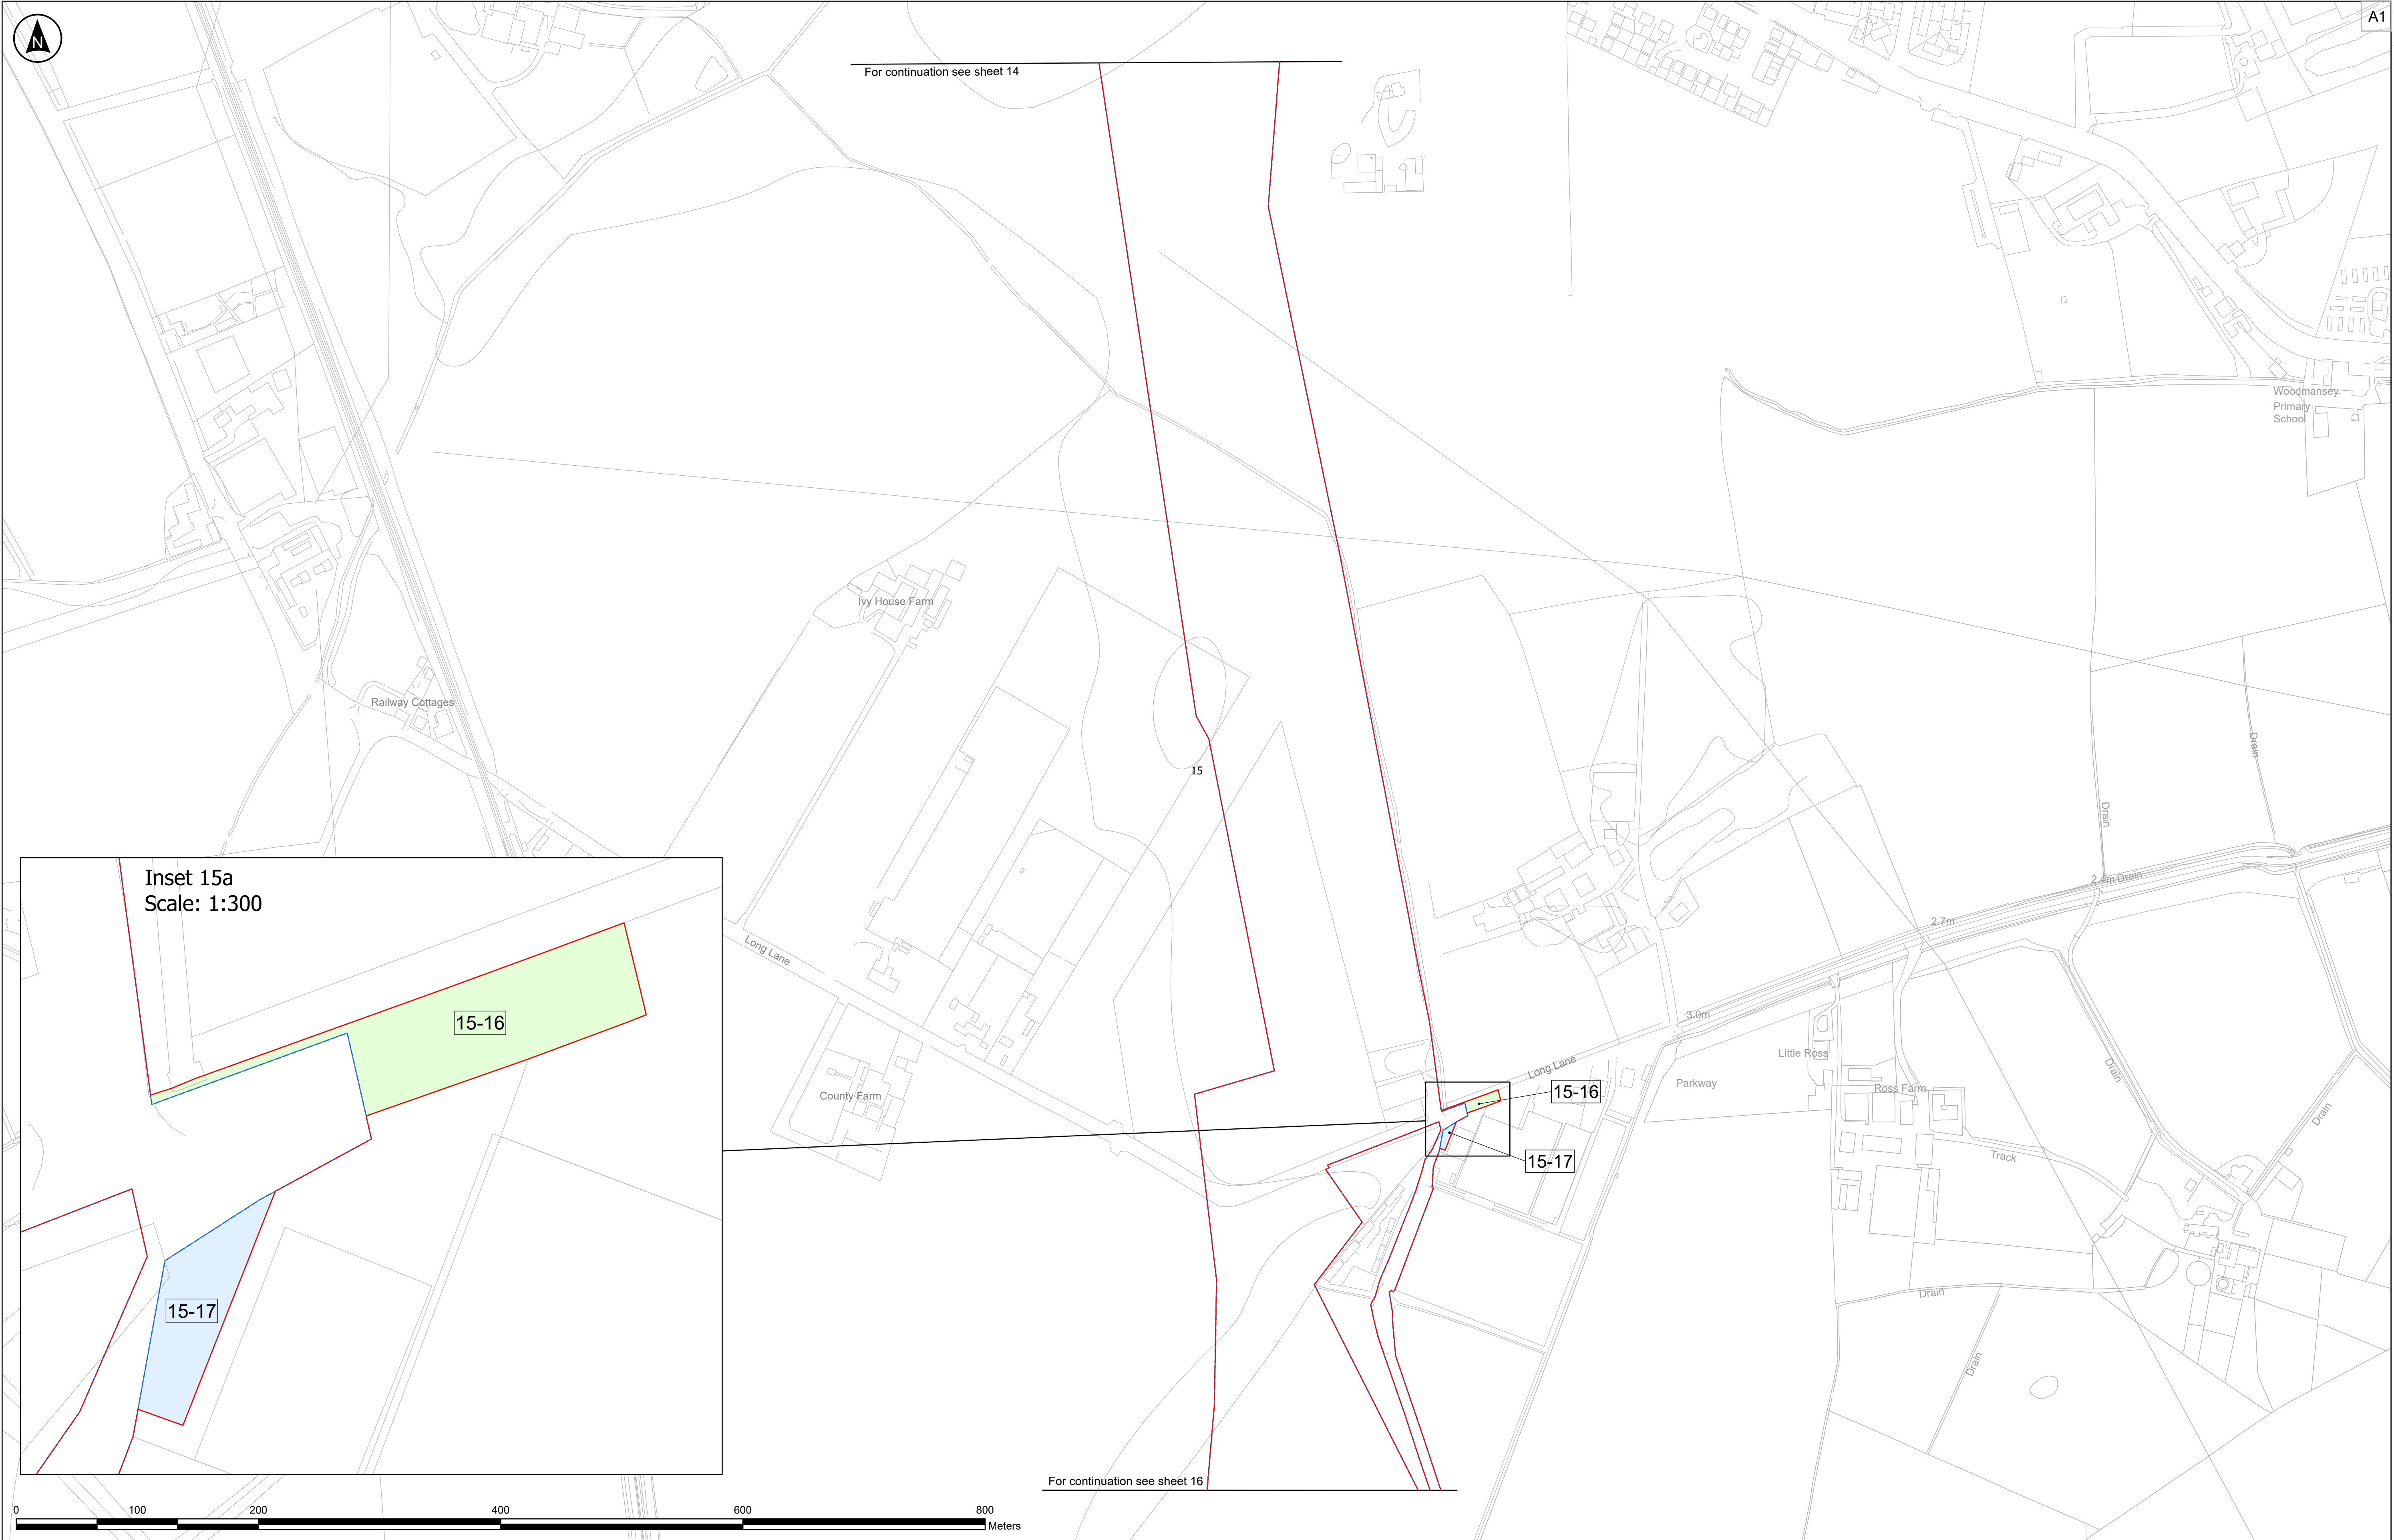 N
A1
For continuation see sheet 14
Woodmansey
Primary
School
Ivy House Farm
Railway Cottages
Drain
15
Drain
2.4m Drain
Inset 15a
Scale: 1:300
2.7m
Long Lane
15-16
3.0m
Little Ross
Long Lane
Parkway
Ross Farm
Drain
County Farm
15-16
Drain
15-17
Track
15-17
Drain
Drain
For continuation see sheet 16
0 100 200 400 600 800
Meters